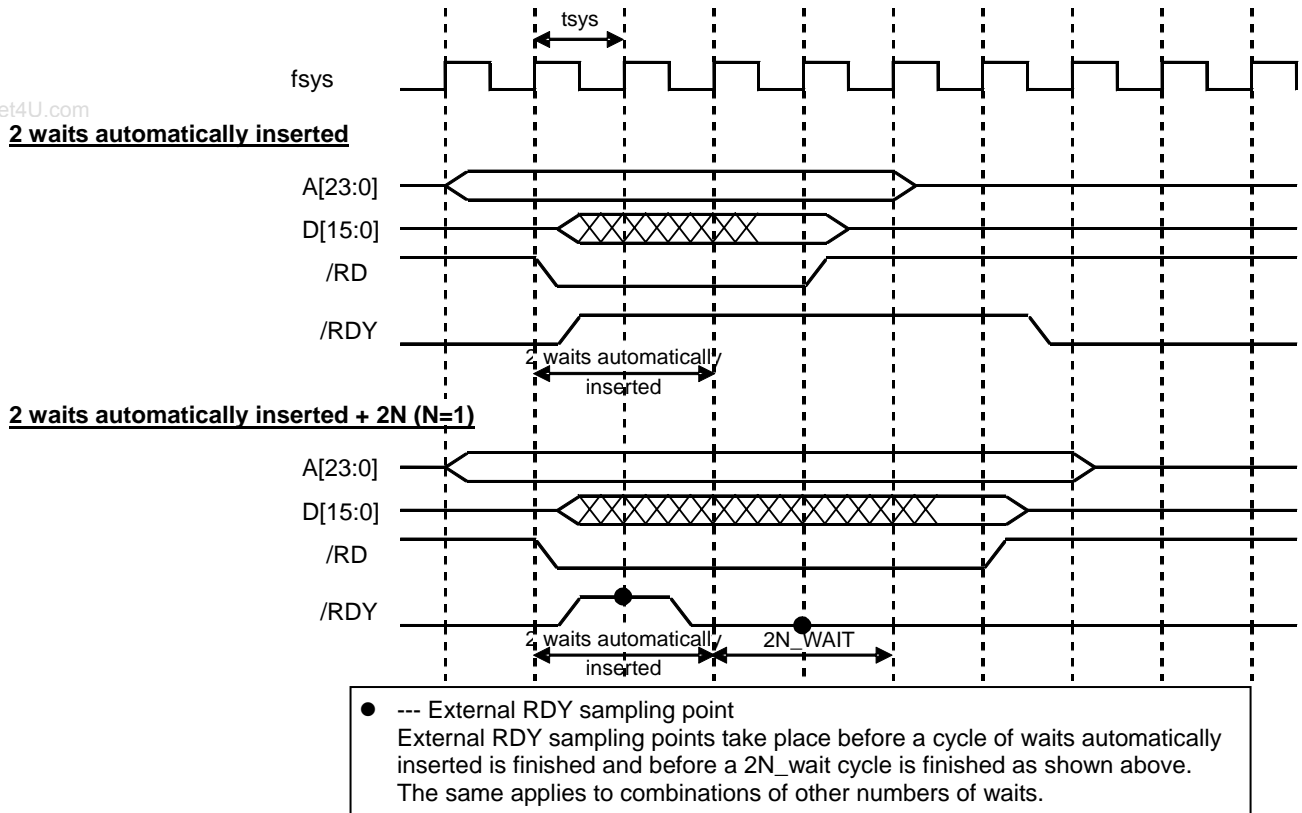 tsys
fsys
et4U.com
2 waits automatically inserted
A[23:0]
D[15:0]
/RD
/RDY
2 waits automatically
inserted
2 waits automatically inserted + 2N (N=1)
A[23:0]
D[15:0]
/RD
/RDY
2 waits automatically
inserted
2N_WAIT
● --- External RDY sampling point
External RDY sampling points take place before a cycle of waits automatically
inserted is finished and before a 2N_wait cycle is finished as shown above.
The same applies to combinations of other numbers of waits.